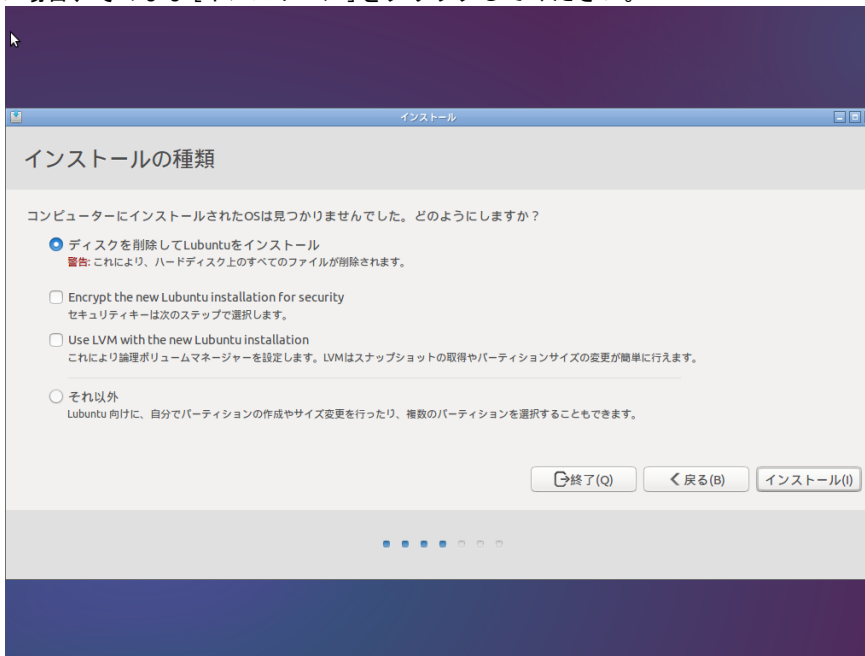 インストール
インストールの種類
コンピューターにインストールされたOSは見つかりませんでした。どのようにしますか？
ディスクを削除してLubuntuをインストール
警告: これにより、ハードディスク上のすべてのファイルが削除されます。
Encrypt the new Lubuntu installation for security
セキュリティキーは次のステップで選択します。
Use LVM with the new Lubuntu installation
これにより論理ボリュームマネージャーを設定します。LVMはスナップショットの取得やパーティションサイズの変更が簡単に行えます。
それ以外
Lubuntu 向けに、自分でパーティションの作成やサイズ変更を行ったり、複数のパーティションを選択することもできます。
終了(Q) 戻る(B) インストール(I)